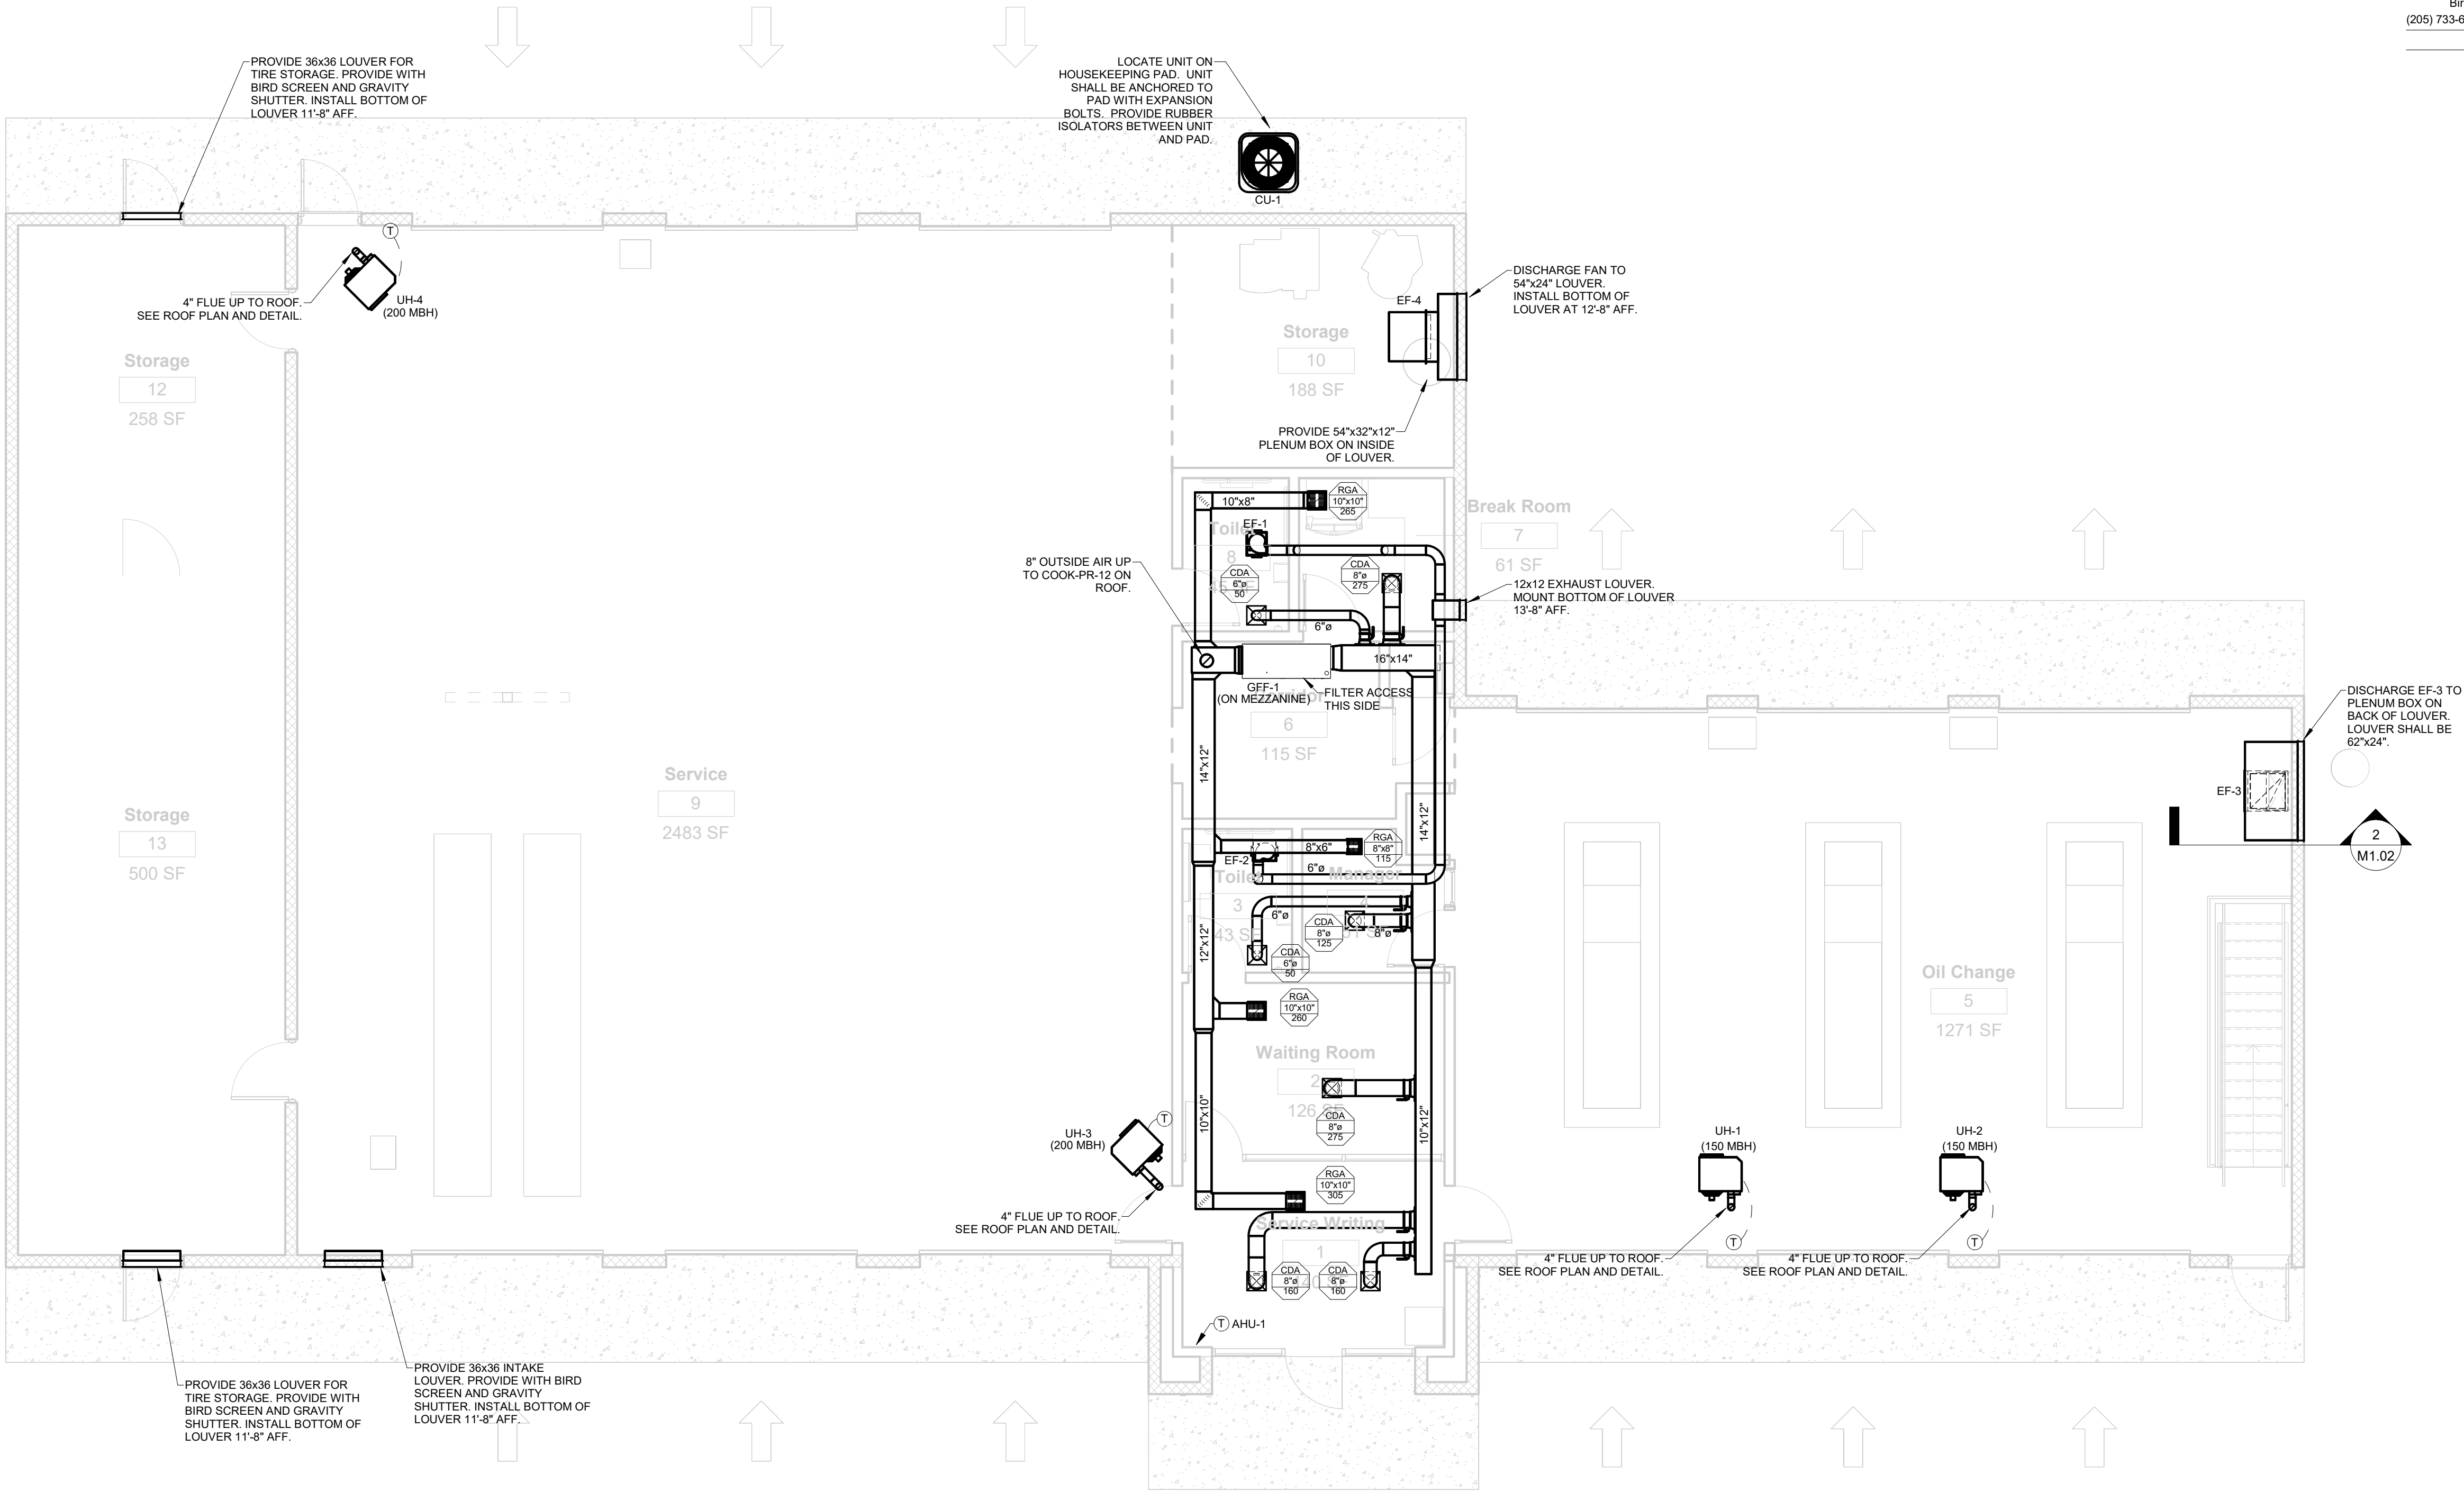 Bir
(205) 733-6
PROVIDE 36x36 LOUVER FOR
TIRE STORAGE. PROVIDE WITH
BIRD SCREEN AND GRAVITY
SHUTTER. INSTALL BOTTOM OF
LOUVER 11'-8" AFF.
LOCATE UNIT ON
HOUSEKEEPING PAD. UNIT
SHALL BE ANCHORED TO
PAD WITH EXPANSION
BOLTS. PROVIDE RUBBER
ISOLATORS BETWEEN UNIT
AND PAD.
CU-1
T
4" FLUE UP TO ROOF.
SEE ROOF PLAN AND DETAIL.
UH-4
(200 MBH)
DISCHARGE FAN TO
54"x24" LOUVER.
INSTALL BOTTOM OF
LOUVER AT 12'-8" AFF.
EF-4
Storage
10
188 SF
Storage
12
258 SF
PROVIDE 54"x32"x12"
PLENUM BOX ON INSIDE
OF LOUVER.
10"x8"
RGA
10"x10"
265
Break Room
7
61 SF
Toilet
8
EF-1
8" OUTSIDE AIR UP
TO COOK-PR-12 ON
ROOF.
CDA
6"ø
50
CDA
8"ø
275
12x12 EXHAUST LOUVER.
MOUNT BOTTOM OF LOUVER
13'-8" AFF.
6"ø
16"x14"
GFF-1
(ON MEZZANINE)
FILTER ACCESS
THIS SIDE
6
115 SF
14"x12"
DISCHARGE EF-3 TO
PLENUM BOX ON
BACK OF LOUVER.
LOUVER SHALL BE
62"x24".
EF-3
2
M1.02
Service
9
2483 SF
Storage
13
500 SF
14"x12"
8"x6"
RGA
8"x8"
115
EF-2
6"ø
Toilet
3
43 SF
Manager
4
6"ø
CDA
8"ø
125
8"ø
12"x12"
CDA
6"ø
50
RGA
10"x10"
260
Oil Change
5
1271 SF
Waiting Room
2
126 SF
CDA
8"ø
275
10"x10"
10"x12"
UH-3
(200 MBH)
T
4" FLUE UP TO ROOF.
SEE ROOF PLAN AND DETAIL.
RGA
10"x10"
305
UH-1
(150 MBH)
UH-2
(150 MBH)
Service Writing
1
T
T
4" FLUE UP TO ROOF.
SEE ROOF PLAN AND DETAIL.
4" FLUE UP TO ROOF.
SEE ROOF PLAN AND DETAIL.
CDA
8"ø
160
CDA
8"ø
160
T AHU-1
PROVIDE 36x36 LOUVER FOR
TIRE STORAGE. PROVIDE WITH
BIRD SCREEN AND GRAVITY
SHUTTER. INSTALL BOTTOM OF
LOUVER 11'-8" AFF.
PROVIDE 36x36 INTAKE
LOUVER. PROVIDE WITH BIRD
SCREEN AND GRAVITY
SHUTTER. INSTALL BOTTOM OF
LOUVER 11'-8" AFF.